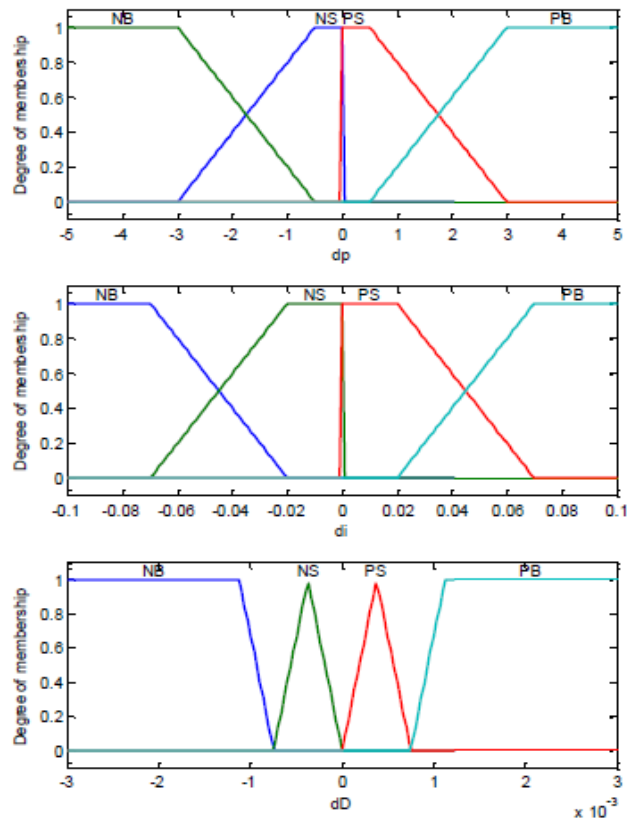 NB NS PS PB
1
0.8
0.6
0.4
0.2
0
Degree of membership
-5 -4 -3 -2 -1 0 1 2 3 4 5
dp
NB NS PS PB
1
0.8
0.6
0.4
0.2
0
Degree of membership
-0.1 -0.08 -0.06 -0.04 -0.02 0 0.02 0.04 0.06 0.08 0.1
di
NB NS PS PB
1
0.8
0.6
0.4
0.2
0
Degree of membership
-3 -2 -1 0 1 2 3
dD
x 10-3